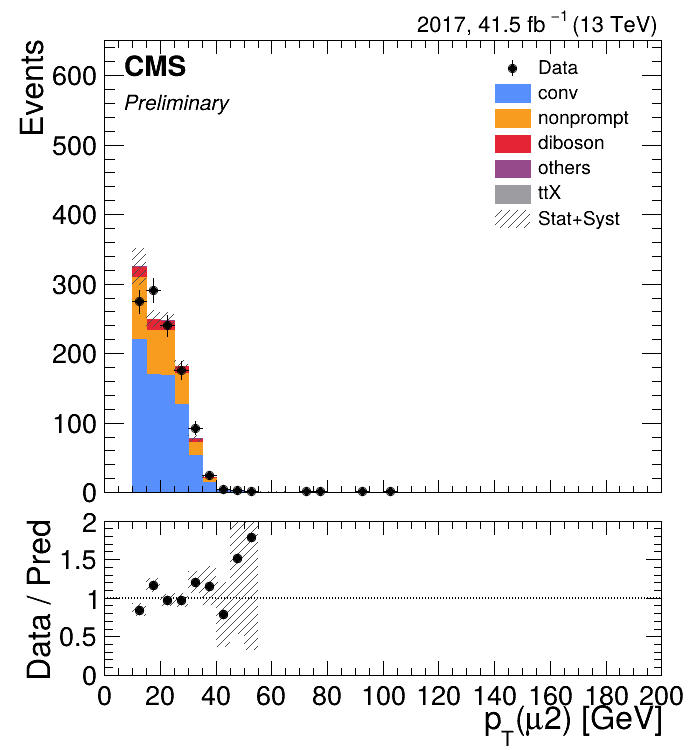 2017, 41.5 fb⁻¹ (13 TeV)
Events
600
500
400
300
200
100
0
CMS
Preliminary
Data
conv
nonprompt
diboson
others
ttX
Stat+Syst
Data / Pred
2
1.5
1
0.5
0
0 20 40 60 80 100 120 140 160 180 200
p_T(μ2) [GeV]